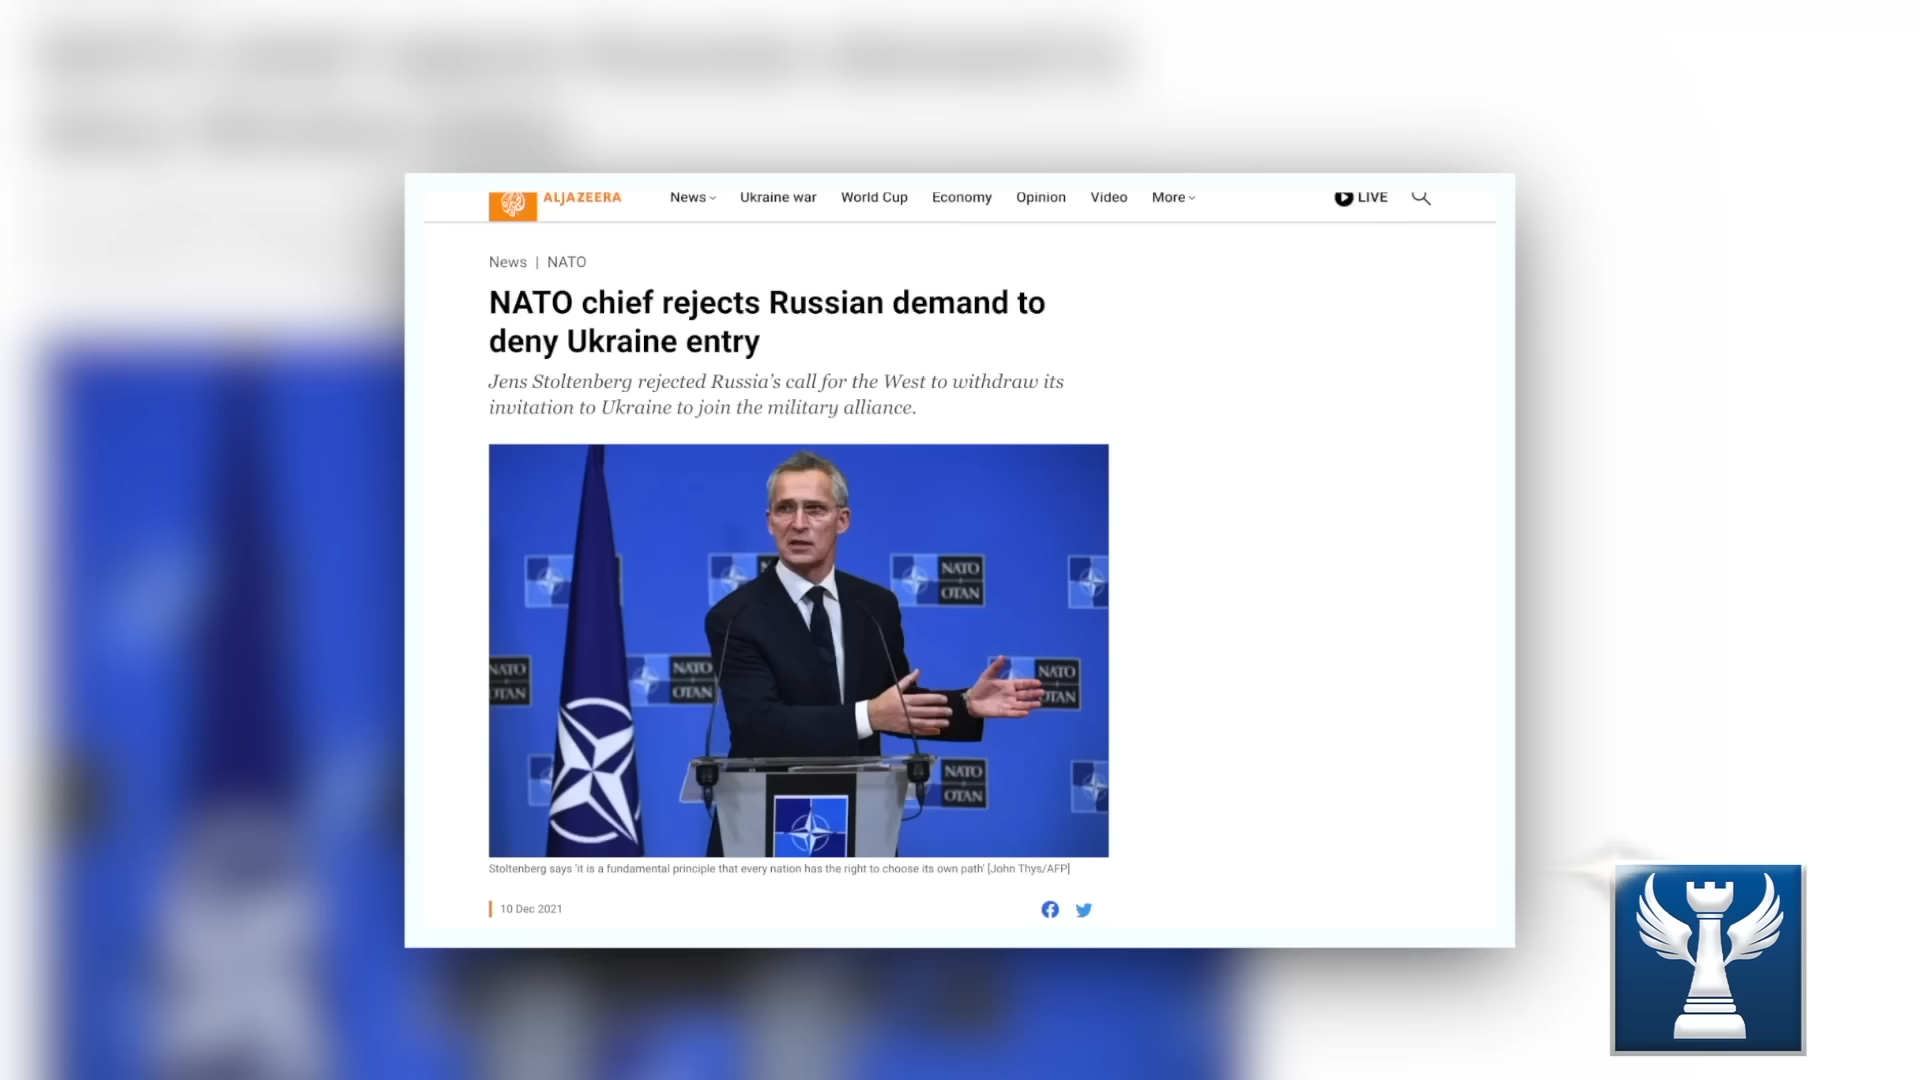 ALJAZEERA
News
Ukraine war
World Cup
Economy
Opinion
Video
More
LIVE
News | NATO
NATO chief rejects Russian demand to
deny Ukraine entry
Jens Stoltenberg rejected Russia's call for the West to withdraw its
invitation to Ukraine to join the military alliance.
NATO
OTAN
NATO
OTAN
NATO
OTAN
NATO
OTAN
NATO
OTAN
Stoltenberg says 'it is a fundamental principle that every nation has the right to choose its own path' [John Thys/AFP]
10 Dec 2021